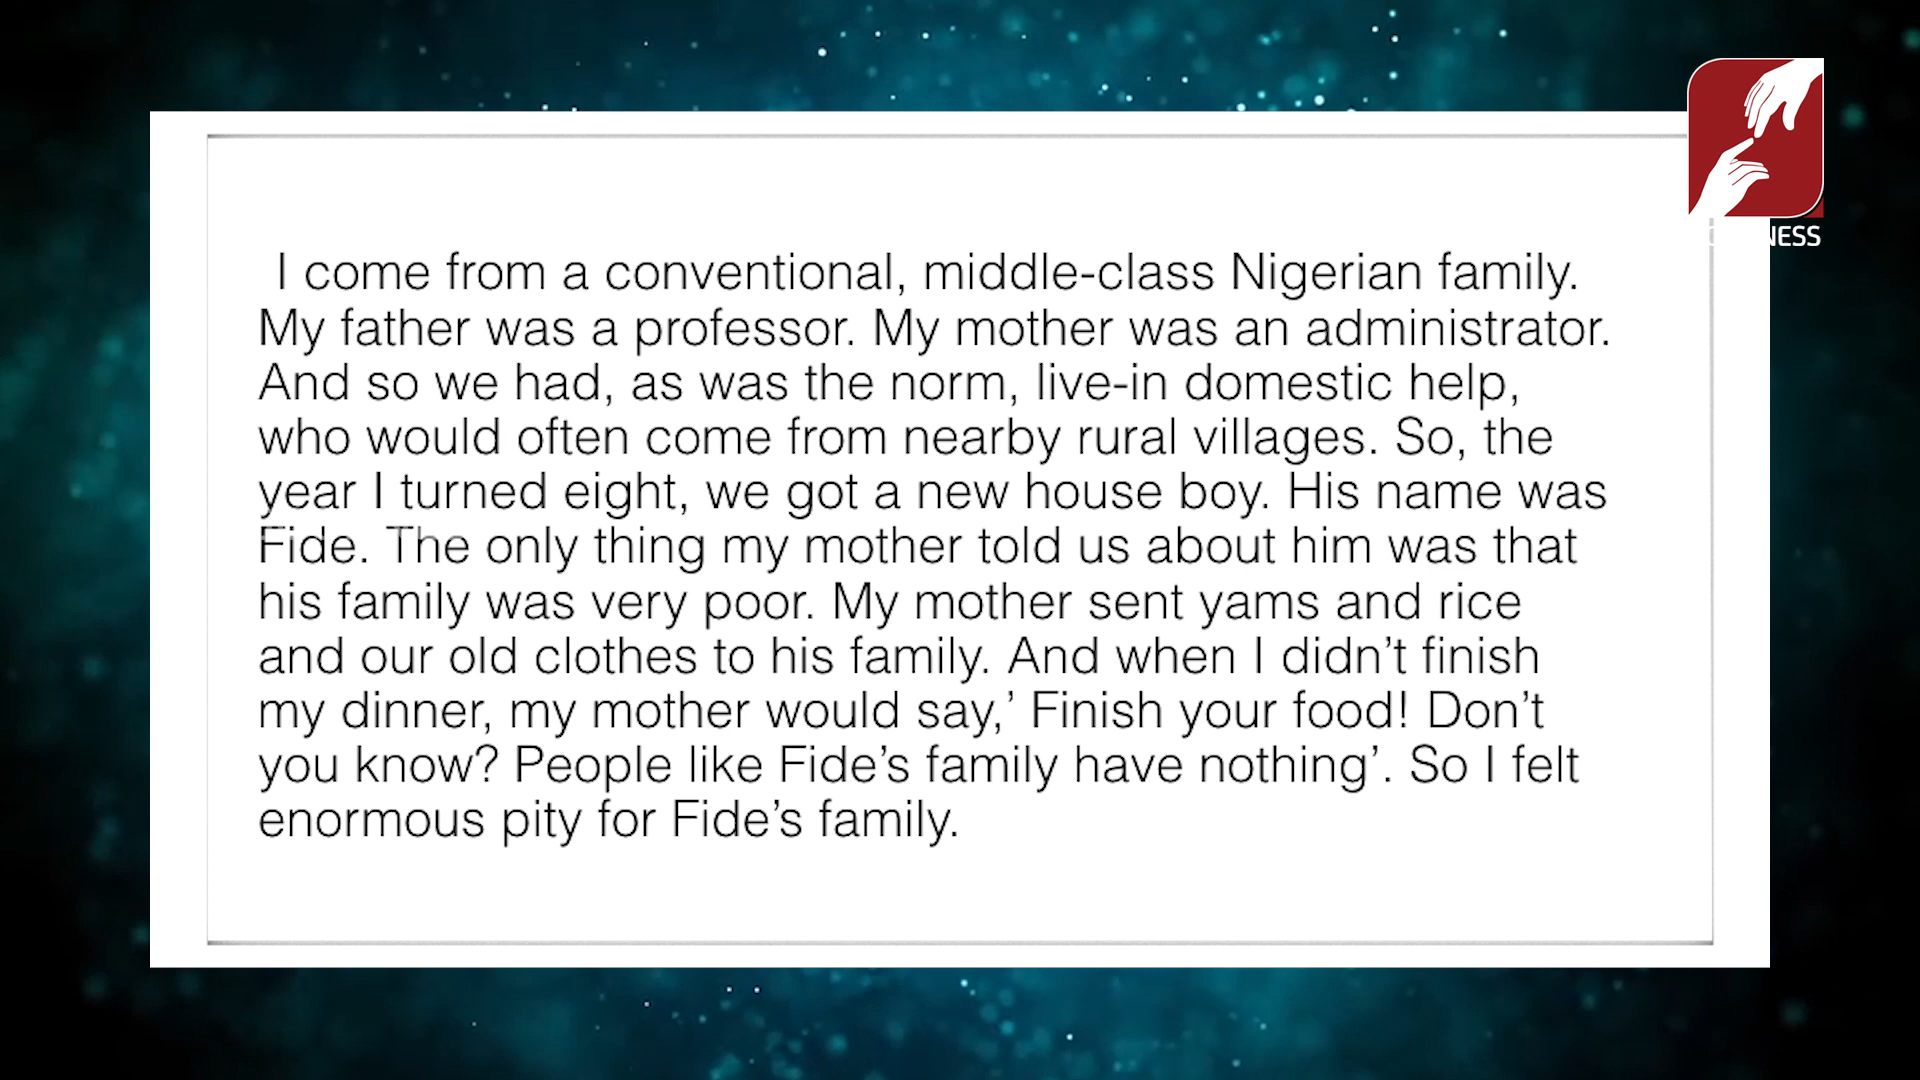 I come from a conventional, middle-class Nigerian family.
My father was a professor. My mother was an administrator.
And so we had, as was the norm, live-in domestic help,
who would often come from nearby rural villages. So, the
year I turned eight, we got a new house boy. His name was
Fide. The only thing my mother told us about him was that
his family was very poor. My mother sent yams and rice
and our old clothes to his family. And when I didn’t finish
my dinner, my mother would say,’ Finish your food! Don’t
you know? People like Fide’s family have nothing’. So I felt
enormous pity for Fide’s family.